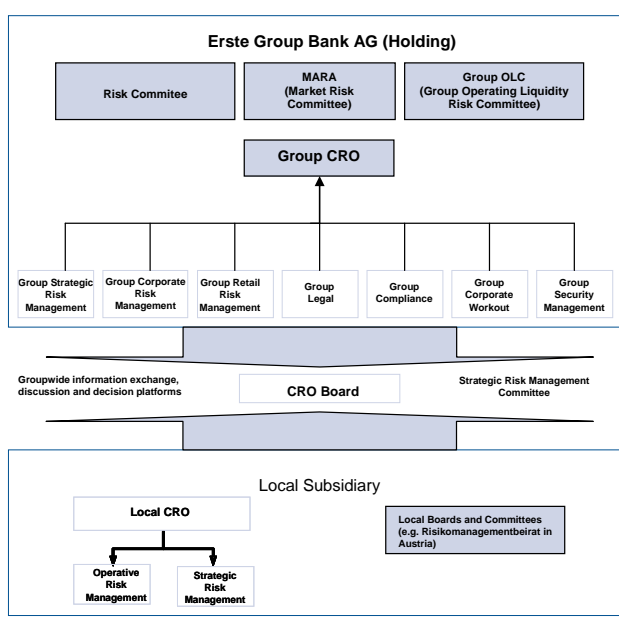 Erste Group Bank AG (Holding)
Risk Commitee
MARA
(Market Risk
Committee)
Group OLC
(Group Operating Liquidity
Risk Committee)
Group CRO
Group Strategic
Risk
Management
Group Corporate
Risk
Management
Group Retail
Risk
Management
Group
Legal
Group
Compliance
Group
Corporate
Workout
Group
Security
Management
Groupwide information exchange,
discussion and decision platforms
CRO Board
Strategic Risk Management
Committee
Local Subsidiary
Local CRO
Local Boards and Committees
(e.g. Risikomanagementbeirat in
Austria)
Operative
Risk
Management
Strategic
Risk
Management